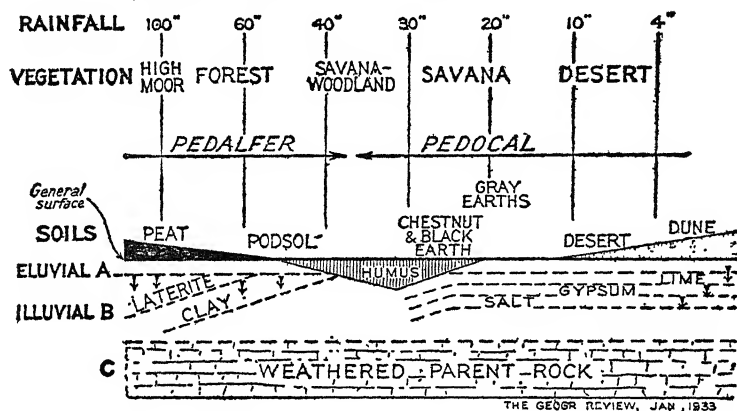 RAINFALL 100" 60" 40" 30" 20" 10" 4"
VEGETATION HIGH MOOR FOREST SAVANA-WOODLAND SAVANA DESERT
PEDALFER PEDOCAL
General surface
GRAY EARTHS
SOILS PEAT PODSOL CHESTNUT & BLACK EARTH DESERT DUNE
ELUVIAL A HUMUS
LATERITE LIME
CLAY GYPSUM
ILLUVIAL B SALT
C WEATHERED PARENT ROCK
THE GEOGR REVIEW, JAN, 1933